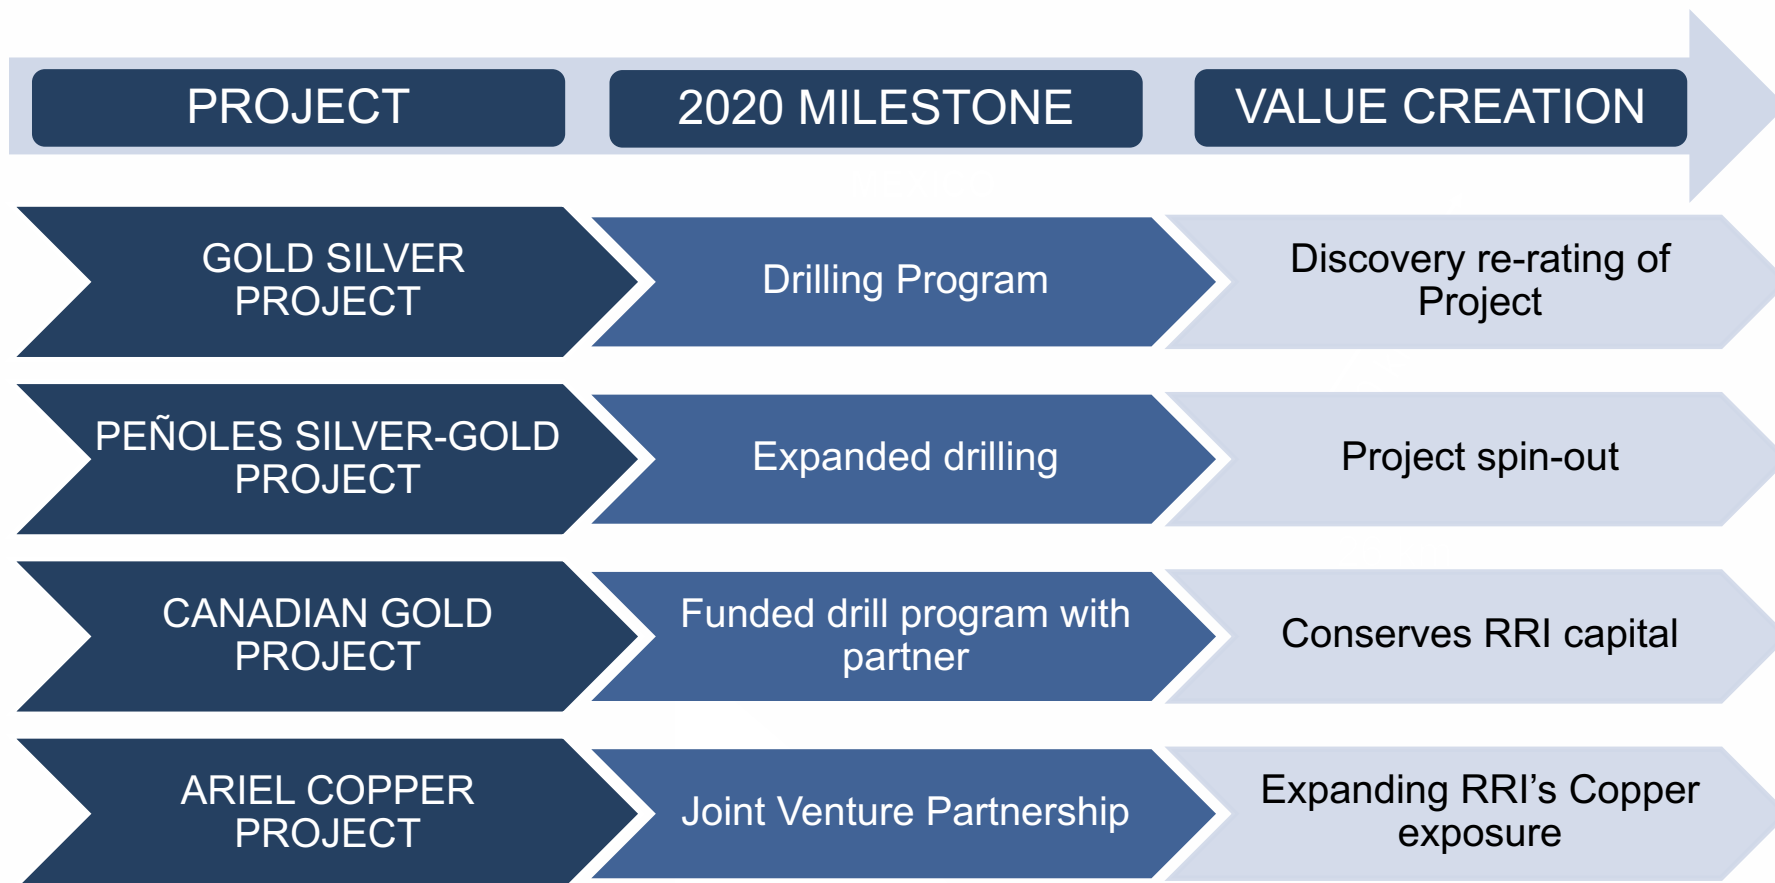 PROJECT
2020 MILESTONE
VALUE CREATION
GOLD SILVER
PROJECT
Drilling Program
Discovery re-rating of
Project
PEÑOLES SILVER-GOLD
PROJECT
Expanded drilling
Project spin-out
CANADIAN GOLD
PROJECT
Funded drill program with
partner
Conserves RRI capital
ARIEL COPPER
PROJECT
Joint Venture Partnership
Expanding RRI’s Copper
exposure